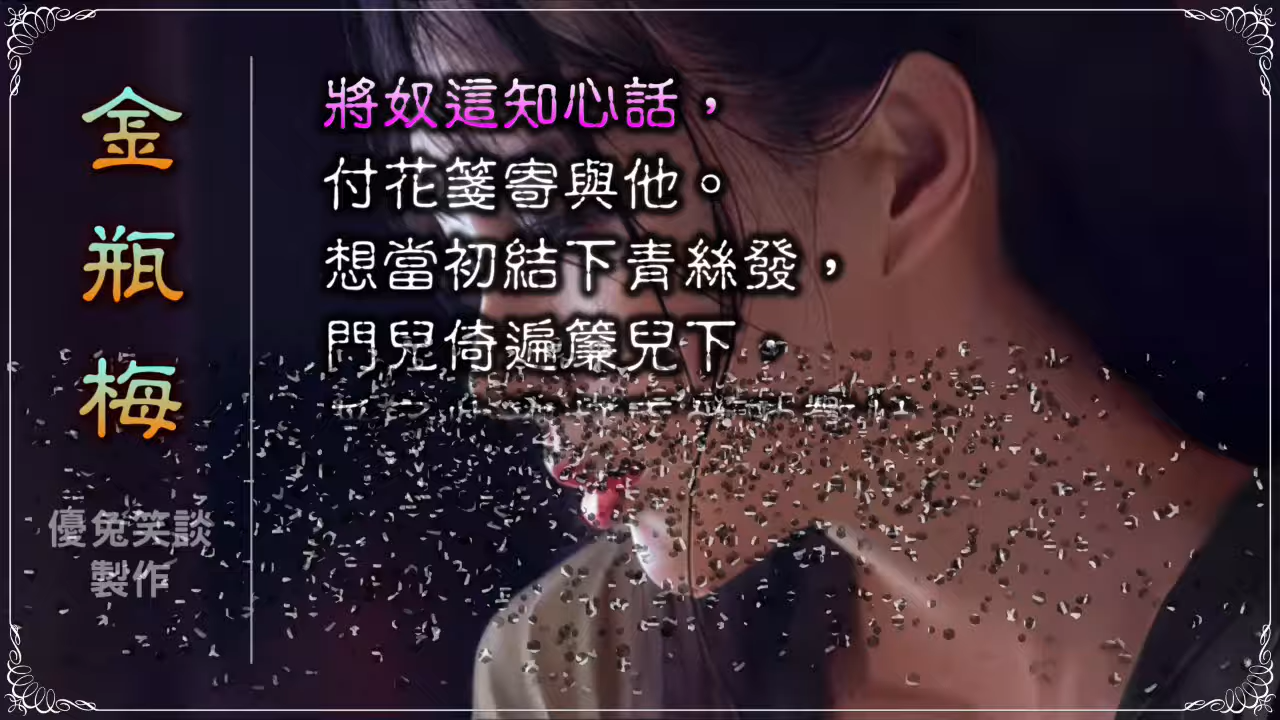 金瓶梅
優兔笑談
製作
將奴這知心話，
付花箋寄與他。
想當初結下青絲發，
門兒倚遍簾兒下，